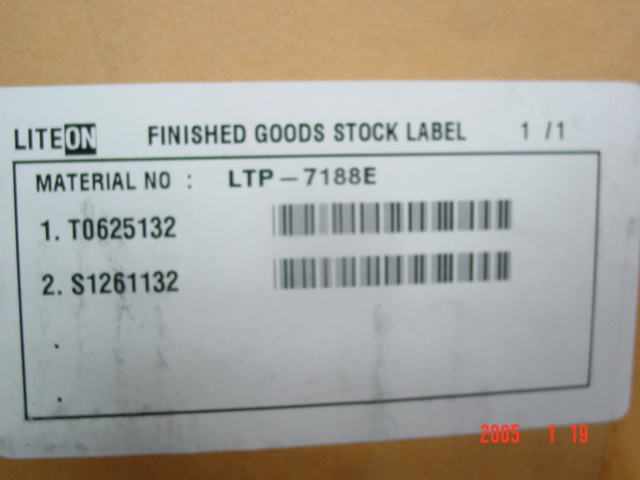 LITEON FINISHED GOODS STOCK LABEL 1 / 1
MATERIAL NO : LTP-7188E
1. T0625132
2. S1261132
.
.
2005 1 19